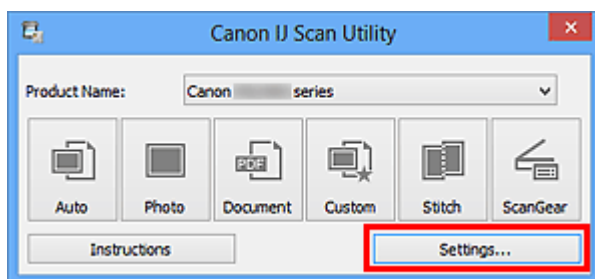 Canon IJ Scan Utility
Product Name:
Canon series
PDF
Auto Photo Document Custom Stitch ScanGear
Instructions Settings...